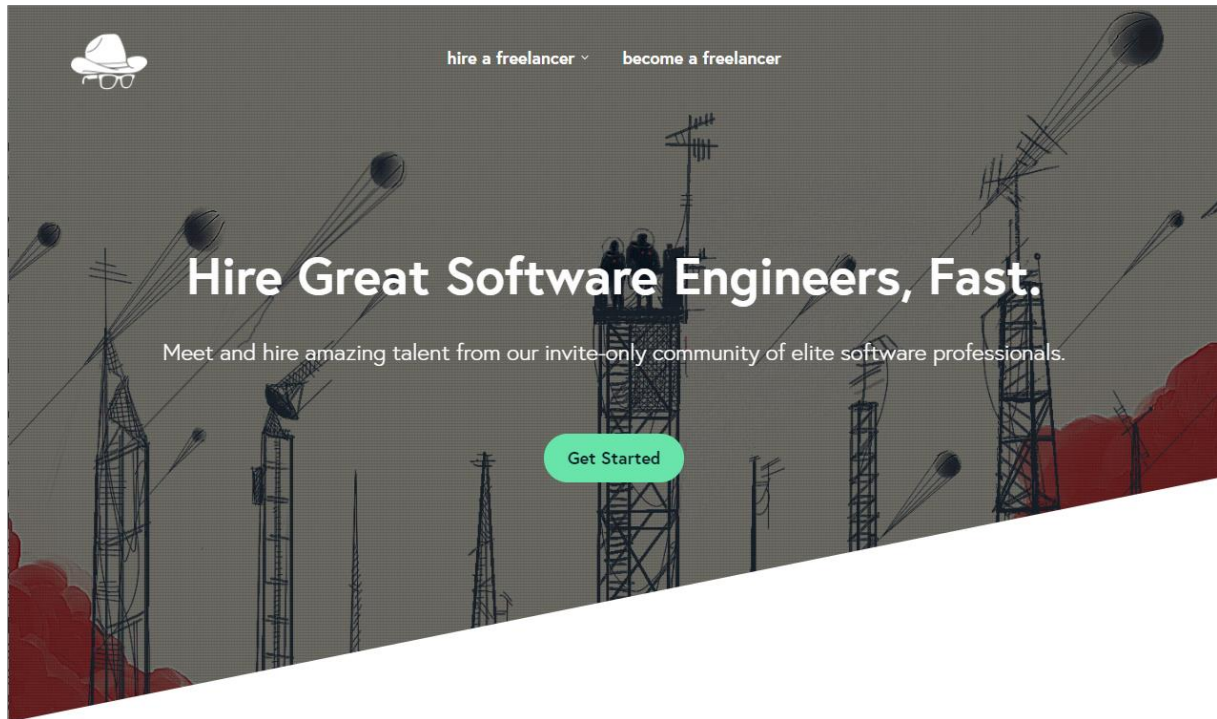 hire a freelancer
become a freelancer
Hire Great Software Engineers, Fast.
Meet and hire amazing talent from our invite-only community of elite software professionals.
Get Started